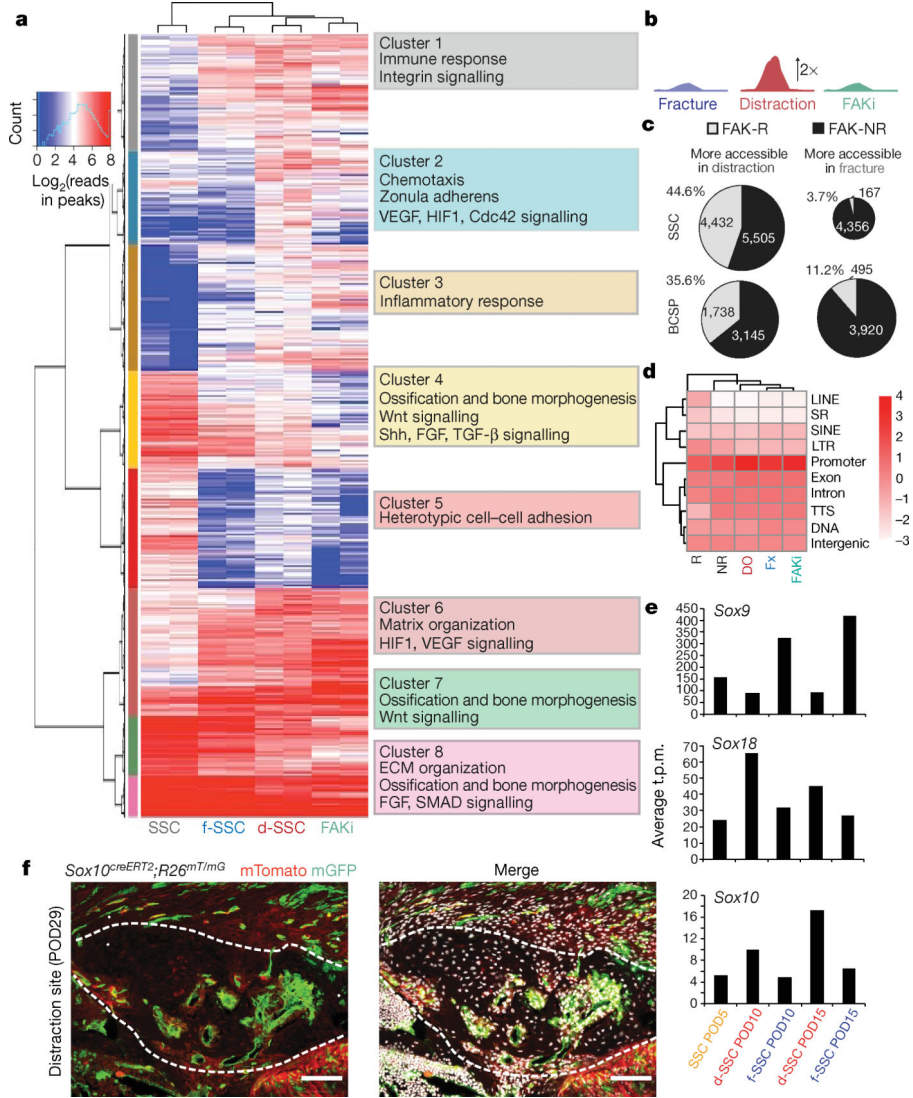 a
Count
0 2 4 6 8
Log2(reads
in peaks)
Cluster 1
Immune response
Integrin signalling
Cluster 2
Chemotaxis
Zonula adherens
VEGF, HIF1, Cdc42 signalling
Cluster 3
Inflammatory response
Cluster 4
Ossification and bone morphogenesis
Wnt signalling
Shh, FGF, TGF-β signalling
Cluster 5
Heterotypic cell–cell adhesion
Cluster 6
Matrix organization
HIF1, VEGF signalling
Cluster 7
Ossification and bone morphogenesis
Wnt signalling
Cluster 8
ECM organization
Ossification and bone morphogenesis
FGF, SMAD signalling
SSC f-SSC d-SSC FAKi
b
2×
Fracture Distraction FAKi
c
FAK-R FAK-NR
More accessible
in distraction
More accessible
in fracture
SSC
44.6%
4,432
5,505
3.7%
167
4,356
BCSP
35.6%
1,738
3,145
11.2%
495
3,920
d
LINE
SR
SINE
LTR
Promoter
Exon
Intron
TTS
DNA
Intergenic
R NR DO Fx FAKi
4
3
2
1
0
−1
−2
−3
e
Average t.p.m.
Sox9
450
400
350
300
250
200
150
100
50
0
Sox18
70
60
50
40
30
20
10
0
Sox10
20
16
12
8
4
0
SSC POD5
d-SSC POD10
f-SSC POD10
d-SSC POD15
f-SSC POD15
f
Sox10creERT2;R26mT/mG mTomato mGFP
Merge
Distraction site (POD29)